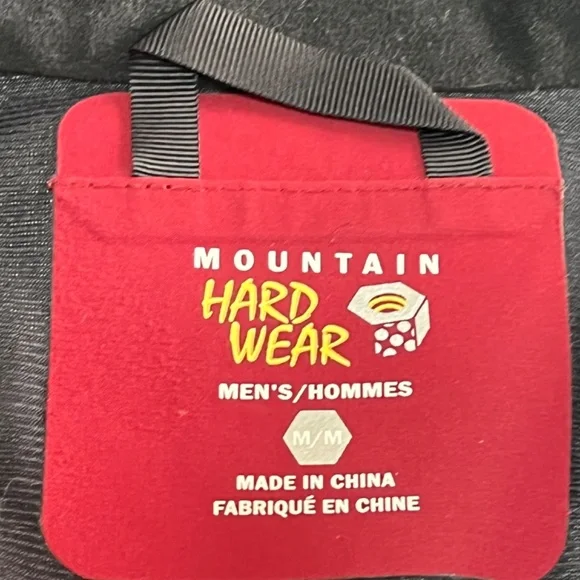 MOUNTAIN
HARD
WEAR
MEN'S/HOMMES
M/M
MADE IN CHINA
FABRIQUÉ EN CHINE